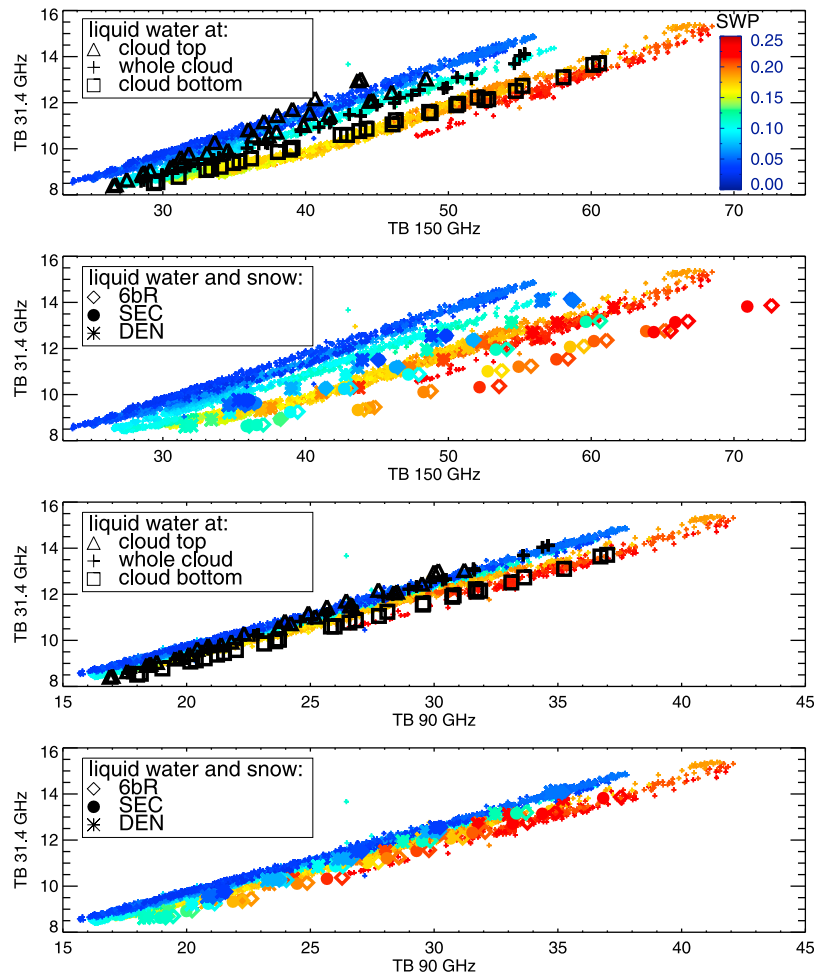 liquid water at:
cloud top
whole cloud
cloud bottom
SWP
0.25
0.20
0.15
0.10
0.05
0.00
TB 31.4 GHz
16
14
12
10
8
30 40 50 60 70
TB 150 GHz
liquid water and snow:
6bR
SEC
DEN
TB 31.4 GHz
16
14
12
10
8
30 40 50 60 70
TB 150 GHz
liquid water at:
cloud top
whole cloud
cloud bottom
TB 31.4 GHz
16
14
12
10
8
15 20 25 30 35 40 45
TB 90 GHz
liquid water and snow:
6bR
SEC
DEN
TB 31.4 GHz
16
14
12
10
8
15 20 25 30 35 40 45
TB 90 GHz